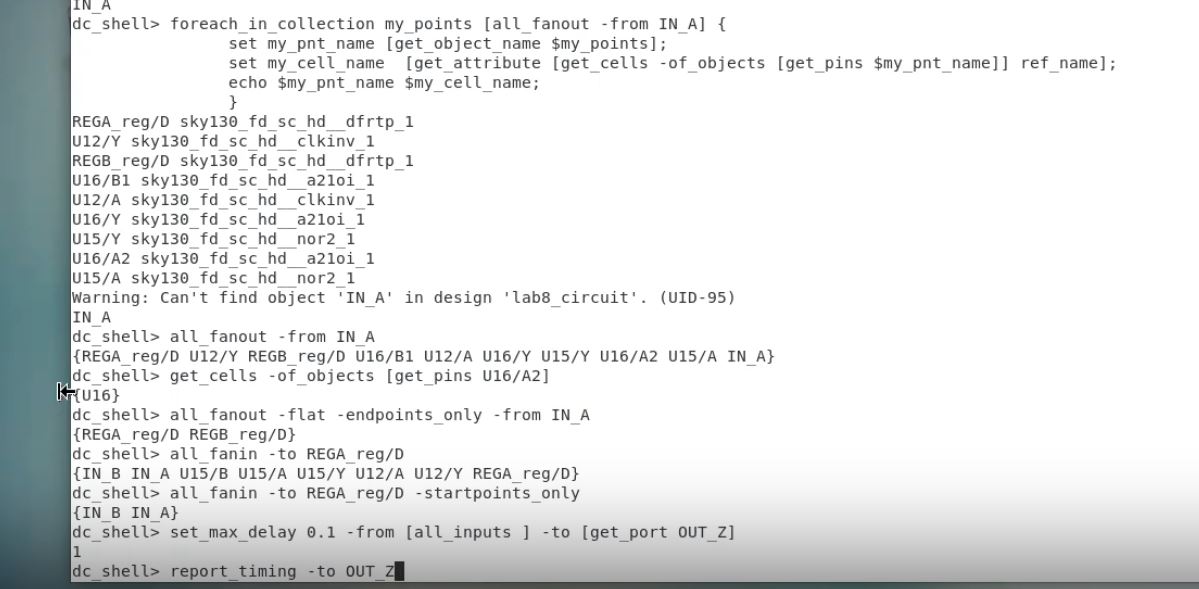 IN_A
dc_shell> foreach_in_collection my_points [all_fanout -from IN_A] {
set my_pnt_name [get_object_name $my_points];
set my_cell_name  [get_attribute [get_cells -of_objects [get_pins $my_pnt_name]] ref_name];
echo $my_pnt_name $my_cell_name;
}
REGA_reg/D sky130_fd_sc_hd__dfrtp_1
U12/Y sky130_fd_sc_hd__clkinv_1
REGB_reg/D sky130_fd_sc_hd__dfrtp_1
U16/B1 sky130_fd_sc_hd__a21oi_1
U12/A sky130_fd_sc_hd__clkinv_1
U16/Y sky130_fd_sc_hd__a21oi_1
U15/Y sky130_fd_sc_hd__nor2_1
U16/A2 sky130_fd_sc_hd__a21oi_1
U15/A sky130_fd_sc_hd__nor2_1
Warning: Can't find object 'IN_A' in design 'lab8_circuit'. (UID-95)
IN_A
dc_shell> all_fanout -from IN_A
{REGA_reg/D U12/Y REGB_reg/D U16/B1 U12/A U16/Y U15/Y U16/A2 U15/A IN_A}
dc_shell> get_cells -of_objects [get_pins U16/A2]
{U16}
dc_shell> all_fanout -flat -endpoints_only -from IN_A
{REGA_reg/D REGB_reg/D}
dc_shell> all_fanin -to REGA_reg/D
{IN_B IN_A U15/B U15/A U15/Y U12/A U12/Y REGA_reg/D}
dc_shell> all_fanin -to REGA_reg/D -startpoints_only
{IN_B IN_A}
dc_shell> set_max_delay 0.1 -from [all_inputs ] -to [get_port OUT_Z]
1
dc_shell> report_timing -to OUT_Z